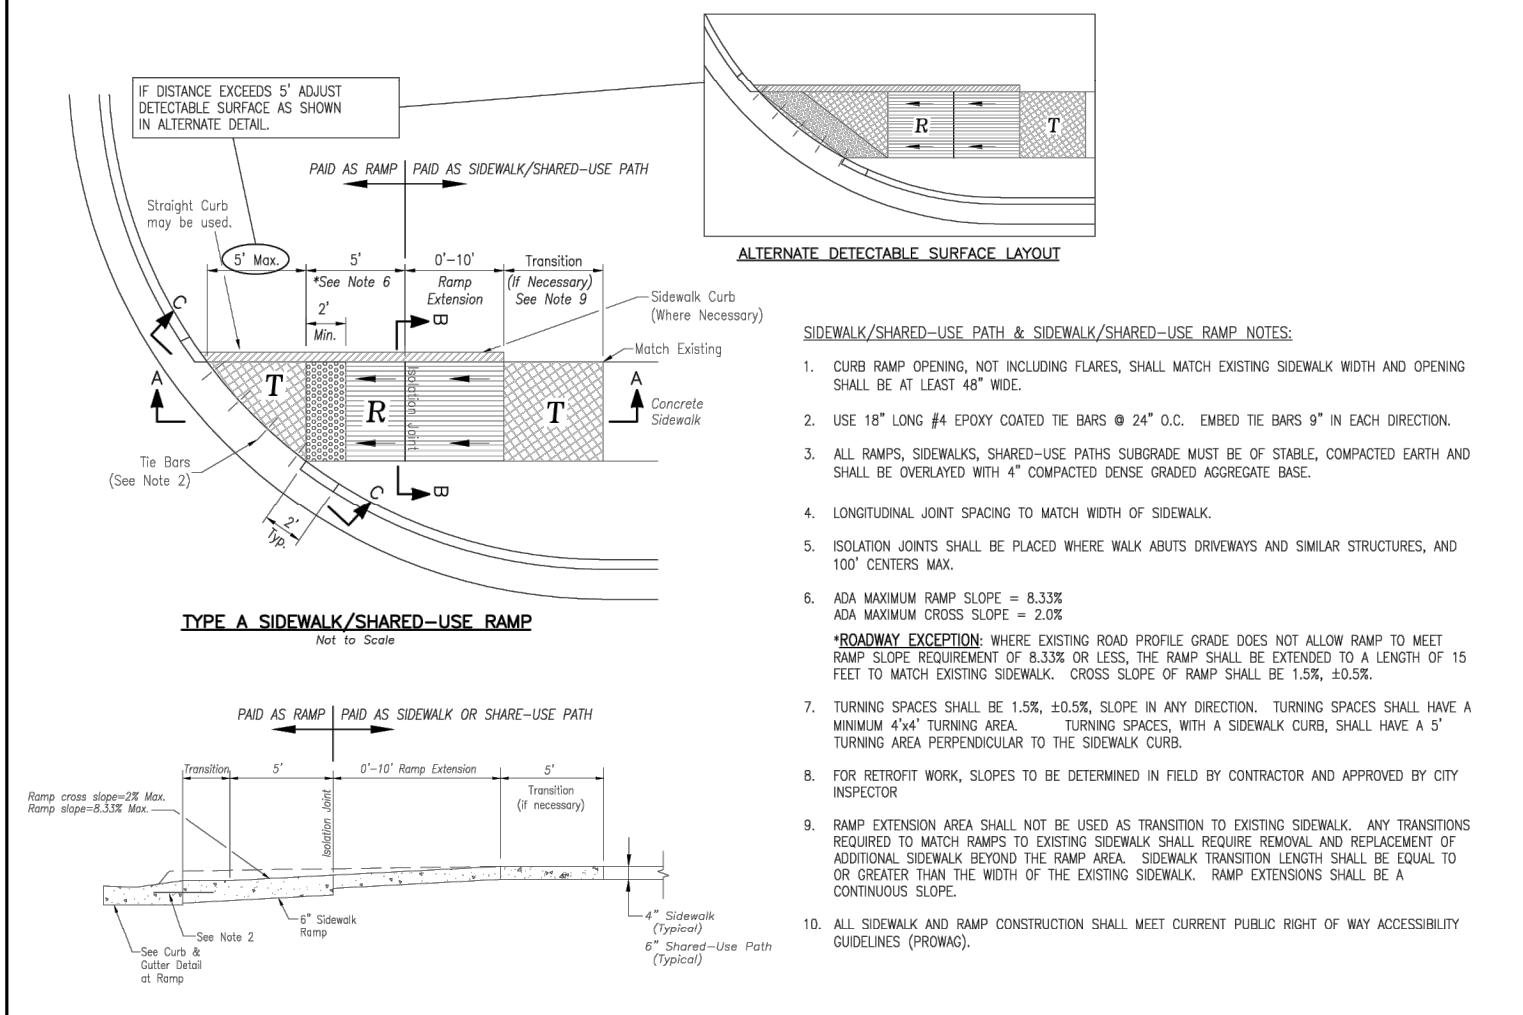 IF DISTANCE EXCEEDS 5' ADJUST
DETECTABLE SURFACE AS SHOWN
IN ALTERNATE DETAIL.
PAID AS RAMP
PAID AS SIDEWALK/SHARED-USE PATH
Straight Curb
may be used.
5' Max.
5'
*See Note 6
0'-10'
Ramp
Extension
Transition
(If Necessary)
See Note 9
2'
Min.
Sidewalk Curb
(Where Necessary)
Match Existing
Concrete
Sidewalk
C
B
A
T
R
Isolation Joint
T
A
Tie Bars
(See Note 2)
C
B
2'
Typ.
TYPE A SIDEWALK/SHARED-USE RAMP
Not to Scale
R
T
ALTERNATE DETECTABLE SURFACE LAYOUT
PAID AS RAMP
PAID AS SIDEWALK OR SHARE-USE PATH
Transition
5'
0'-10' Ramp Extension
5'
Transition
(if necessary)
Ramp cross slope=2% Max.
Ramp slope=8.33% Max.
Isolation Joint
6" Sidewalk
Ramp
See Note 2
See Curb &
Gutter Detail
at Ramp
4" Sidewalk
(Typical)
6" Shared-Use Path
(Typical)
SIDEWALK/SHARED-USE PATH & SIDEWALK/SHARED-USE RAMP NOTES:
1. CURB RAMP OPENING, NOT INCLUDING FLARES, SHALL MATCH EXISTING SIDEWALK WIDTH AND OPENING
SHALL BE AT LEAST 48" WIDE.
2. USE 18" LONG #4 EPOXY COATED TIE BARS @ 24" O.C. EMBED TIE BARS 9" IN EACH DIRECTION.
3. ALL RAMPS, SIDEWALKS, SHARED-USE PATHS SUBGRADE MUST BE OF STABLE, COMPACTED EARTH AND
SHALL BE OVERLAYED WITH 4" COMPACTED DENSE GRADED AGGREGATE BASE.
4. LONGITUDINAL JOINT SPACING TO MATCH WIDTH OF SIDEWALK.
5. ISOLATION JOINTS SHALL BE PLACED WHERE WALK ABUTS DRIVEWAYS AND SIMILAR STRUCTURES, AND
100' CENTERS MAX.
6. ADA MAXIMUM RAMP SLOPE = 8.33%
ADA MAXIMUM CROSS SLOPE = 2.0%
*ROADWAY EXCEPTION: WHERE EXISTING ROAD PROFILE GRADE DOES NOT ALLOW RAMP TO MEET
RAMP SLOPE REQUIREMENT OF 8.33% OR LESS, THE RAMP SHALL BE EXTENDED TO A LENGTH OF 15
FEET TO MATCH EXISTING SIDEWALK. CROSS SLOPE OF RAMP SHALL BE 1.5%, ±0.5%.
7. TURNING SPACES SHALL BE 1.5%, ±0.5%, SLOPE IN ANY DIRECTION. TURNING SPACES SHALL HAVE A
MINIMUM 4'x4' TURNING AREA. TURNING SPACES, WITH A SIDEWALK CURB, SHALL HAVE A 5'
TURNING AREA PERPENDICULAR TO THE SIDEWALK CURB.
8. FOR RETROFIT WORK, SLOPES TO BE DETERMINED IN FIELD BY CONTRACTOR AND APPROVED BY CITY
INSPECTOR
9. RAMP EXTENSION AREA SHALL NOT BE USED AS TRANSITION TO EXISTING SIDEWALK. ANY TRANSITIONS
REQUIRED TO MATCH RAMPS TO EXISTING SIDEWALK SHALL REQUIRE REMOVAL AND REPLACEMENT OF
ADDITIONAL SIDEWALK BEYOND THE RAMP AREA. SIDEWALK TRANSITION LENGTH SHALL BE EQUAL TO
OR GREATER THAN THE WIDTH OF THE EXISTING SIDEWALK. RAMP EXTENSIONS SHALL BE A
CONTINUOUS SLOPE.
10. ALL SIDEWALK AND RAMP CONSTRUCTION SHALL MEET CURRENT PUBLIC RIGHT OF WAY ACCESSIBILITY
GUIDELINES (PROWAG).